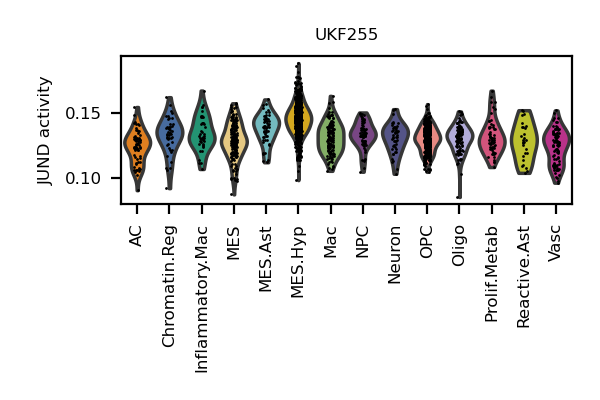 UKF255
JUND activity
0.15
0.10
AC
Chromatin.Reg
Inflammatory.Mac
MES
MES.Ast
MES.Hyp
Mac
NPC
Neuron
OPC
Oligo
Prolif.Metab
Reactive.Ast
Vasc